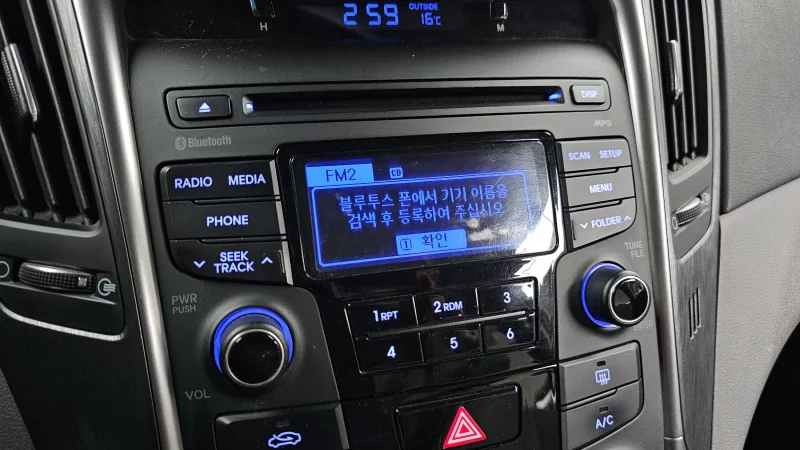 2:59 OUTSIDE 16℃
H M
DISP
Bluetooth MP3
FM2 CD
블루투스 폰에서 기기 이름을
검색 후 등록하여 주십시오
1 확인
RADIO MEDIA
PHONE
SEEK
TRACK
SCAN SETUP
MENU
FOLDER
TUNE
FILE
ENTER
PWR
PUSH
VOL
1 RPT 2 RDM 3
4 5 6
A/C